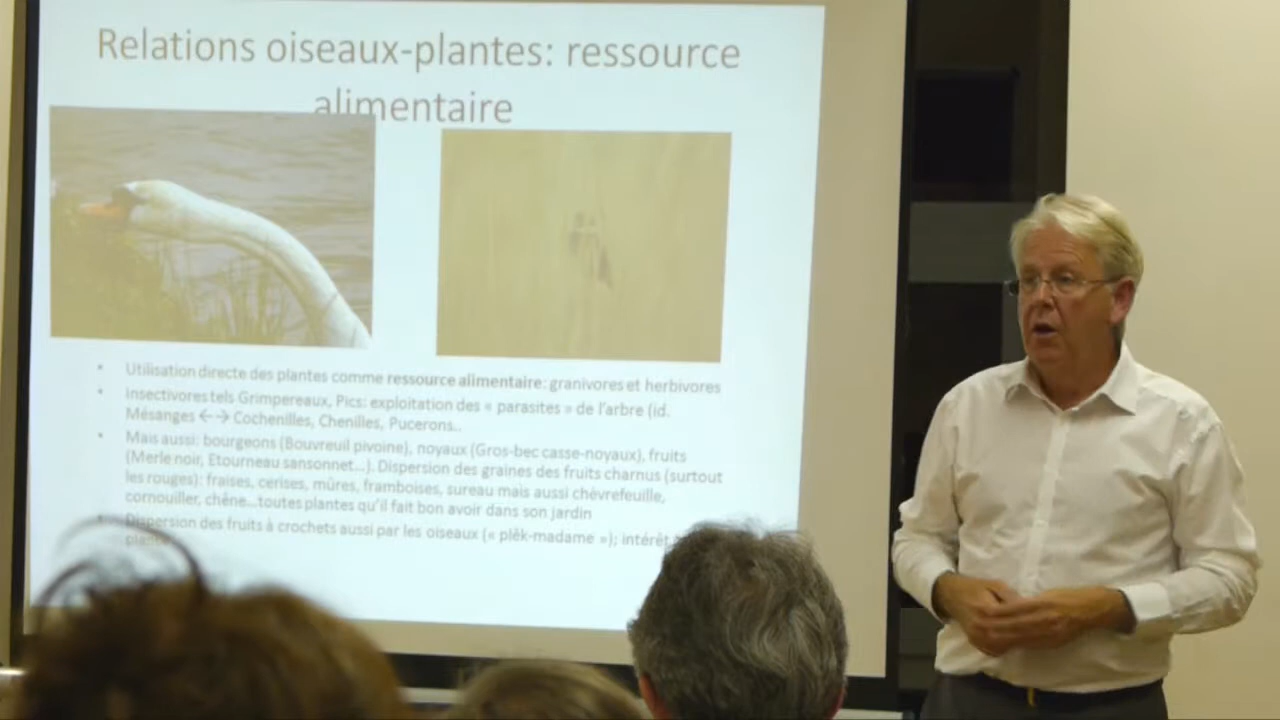 Relations oiseaux-plantes: ressource
alimentaire
• Utilisation directe des plantes comme ressource alimentaire: granivores et herbivores
• Insectivores tels Grimpereaux, Pics: exploitation des « parasites » de l'arbre (id.
Mésanges ←→ Cochenilles, Chenilles, Pucerons..
• Mais aussi: bourgeons (Bouvreuil pivoine), noyaux (Gros-bec casse-noyaux), fruits
(Merle noir, Etourneau sansonnet...). Dispersion des graines des fruits charnus (surtout
les rouges): fraises, cerises, mûres, framboises, sureau mais aussi chèvrefeuille,
cornouiller, chêne...toutes plantes qu'il fait bon avoir dans son jardin
Dispersion des fruits à crochets aussi par les oiseaux (« plèk-madame »); intérêt